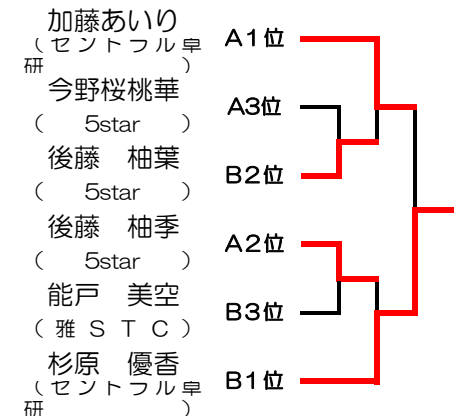 加藤あいり
（セントラル卓
研）
A1位
今野桜桃華
（ 5star ）
A3位
後藤 柚葉
（ 5star ）
B2位
後藤 柚季
（ 5star ）
A2位
能戸 美空
（雅STC）
B3位
杉原 優香
（セントラル卓
研）
B1位